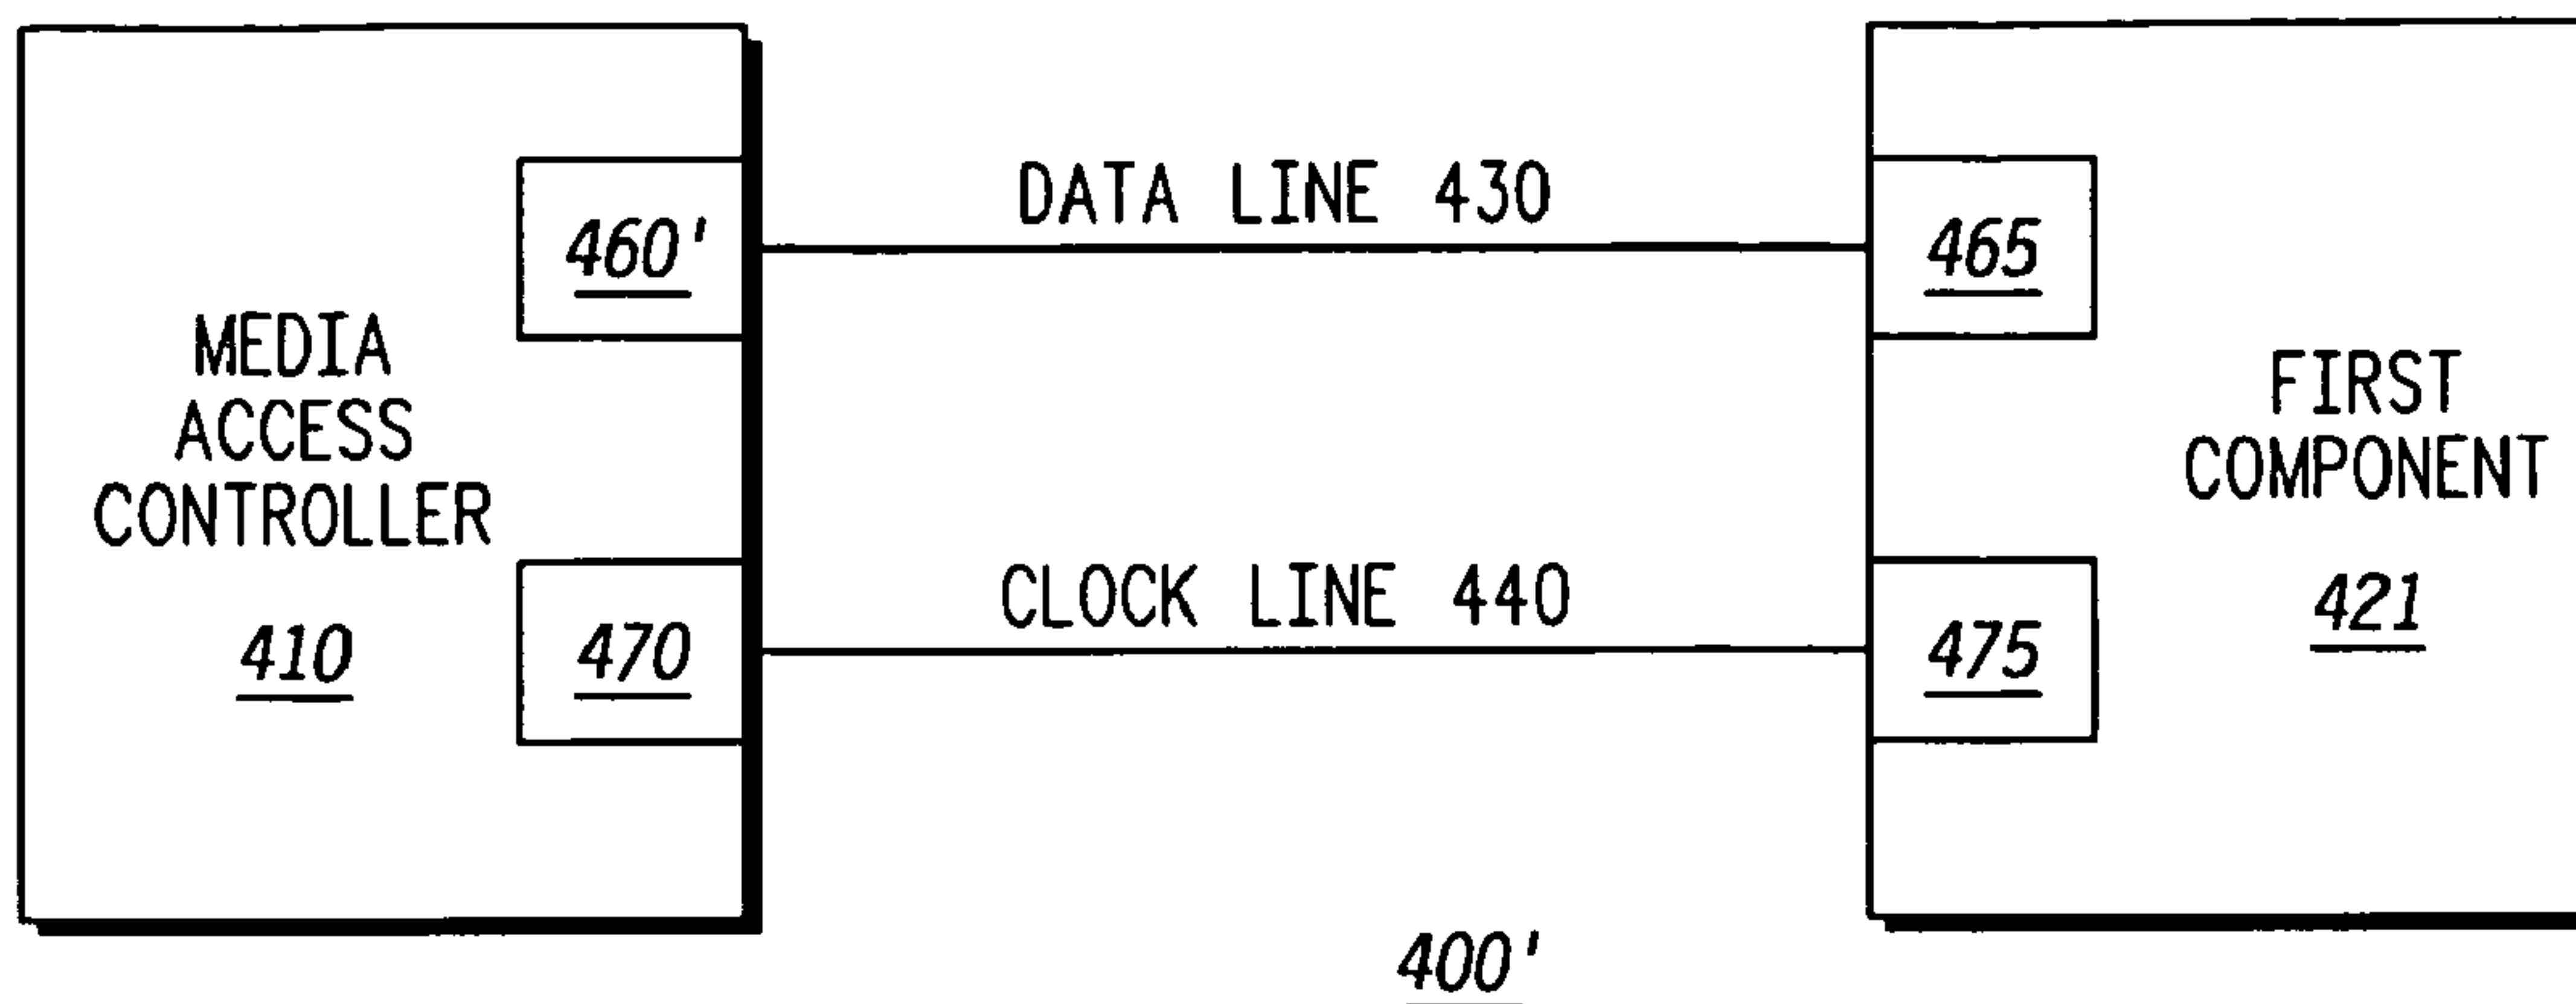 MEDIA
ACCESS
CONTROLLER
410
460'
470
DATA LINE 430
CLOCK LINE 440
465
475
FIRST
COMPONENT
421
400'